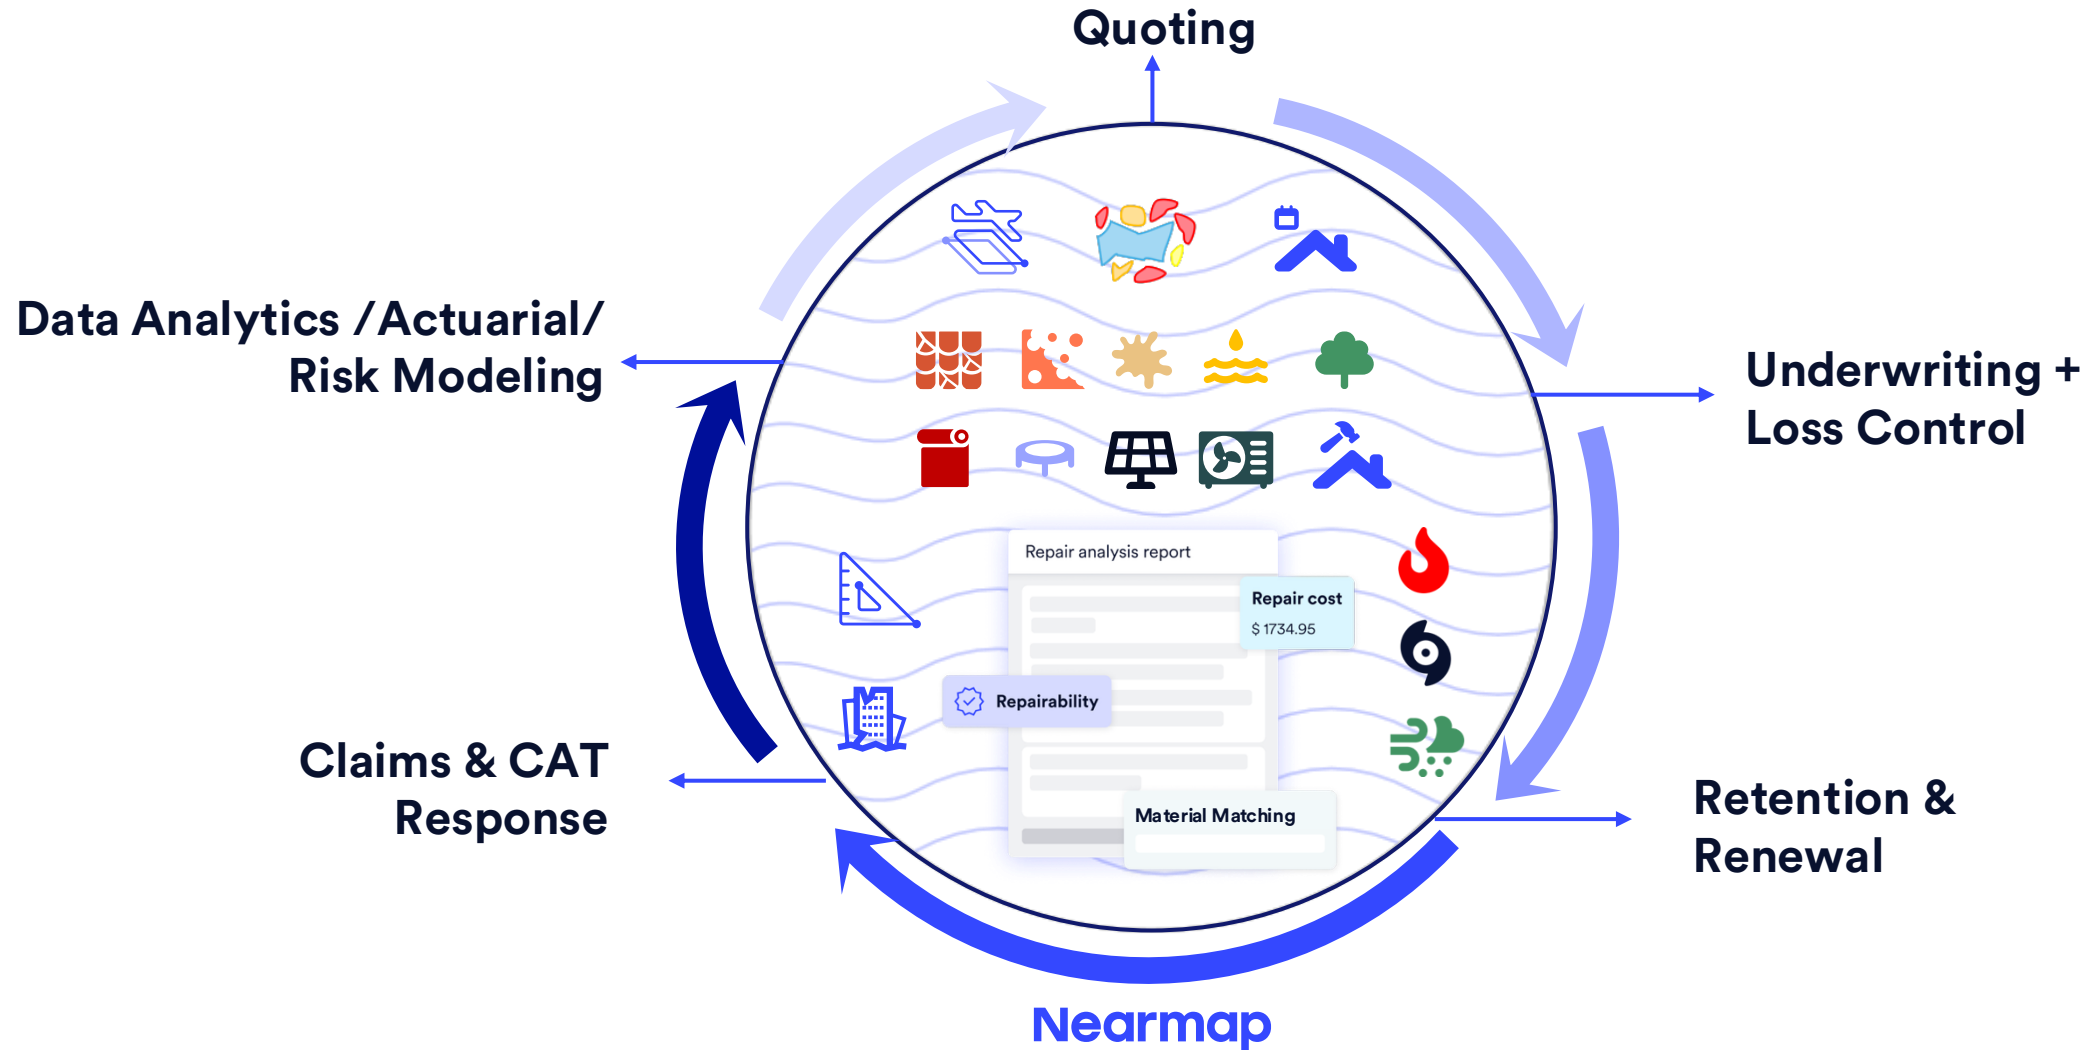 Quoting
Data Analytics /Actuarial/
Risk Modeling
Underwriting +
Loss Control
Repair analysis report
Repair cost
$ 1734.95
Repairability
Claims & CAT
Response
Material Matching
Retention &
Renewal
Nearmap